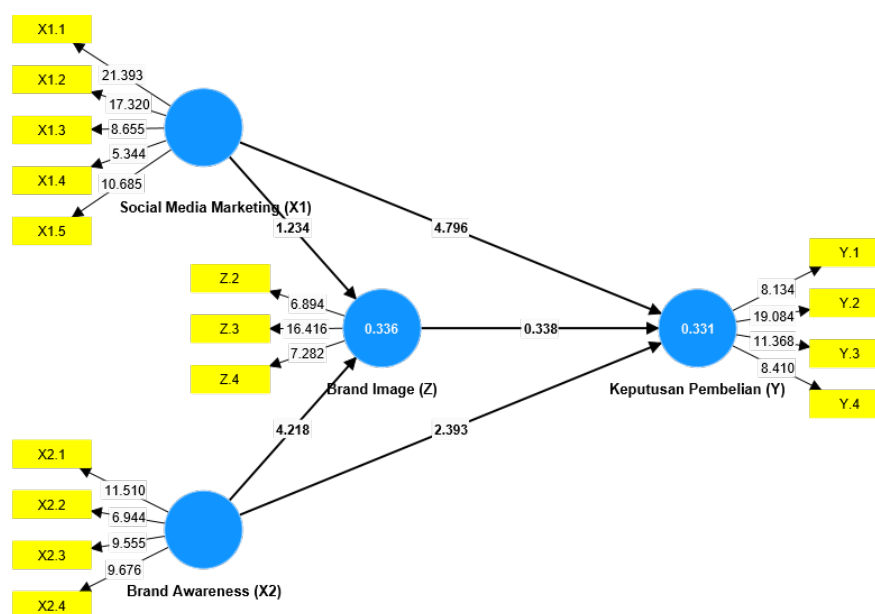 X1.1
X1.2
X1.3
X1.4
X1.5
21.393
17.320
8.655
5.344
10.685
Social Media Marketing (X1)
1.234
4.796
Z.2
Z.3
Z.4
6.894
16.416
7.282
0.336
Brand Image (Z)
0.338
0.331
Keputusan Pembelian (Y)
8.134
19.084
11.368
8.410
Y.1
Y.2
Y.3
Y.4
4.218
2.393
X2.1
X2.2
X2.3
X2.4
11.510
6.944
9.555
9.676
Brand Awareness (X2)